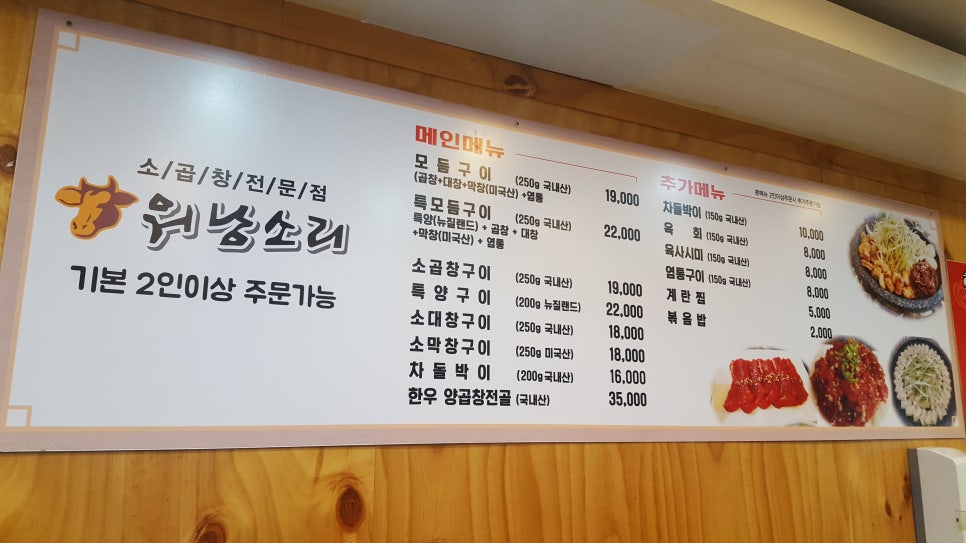 소/곱/창/전/문/점
워낭소리
기본 2인이상 주문가능
메인메뉴
모 둠 구 이 (250g 국내산) 19,000
(곱창+대창+막창(미국산) +염통
특모듬구이 (250g 국내산) 22,000
특양(뉴질랜드) + 곱창 + 대창
+막창(미국산) + 염통
소곱창구이 (250g 국내산) 19,000
특 양 구 이 (200g 뉴질랜드) 22,000
소대창구이 (250g 국내산) 18,000
소막창구이 (250g 미국산) 18,000
차 돌 박 이 (200g 국내산) 16,000
한우 양곱창전골 (국내산) 35,000
추가메뉴
차돌박이 (150g 국내산) 10,000
육 회 (150g 국내산) 8,000
육사시미 (150g 국내산) 8,000
염통구이 (150g 국내산) 8,000
계 란 찜 5,000
볶 음 밥 2,000